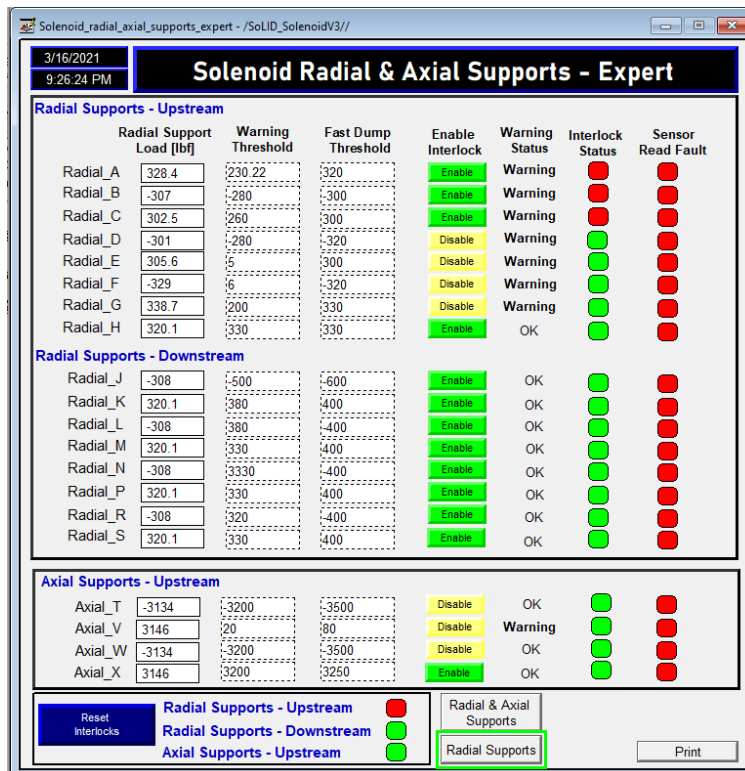 Solenoid_radial_axial_supports_expert - /SoLID_SolenoidV3//
3/16/2021
9:26:24 PM
Solenoid Radial & Axial Supports - Expert
Radial Supports - Upstream
Radial Support Load [lbf] Warning Threshold Fast Dump Threshold Enable Interlock Warning Status Interlock Status Sensor Read Fault
Radial_A 328.4 230.22 320 Enable Warning
Radial_B -307 -280 -300 Enable Warning
Radial_C 302.5 260 300 Enable Warning
Radial_D -301 -280 -320 Disable Warning
Radial_E 305.6 5 300 Disable Warning
Radial_F -329 6 -320 Disable Warning
Radial_G 338.7 200 330 Disable Warning
Radial_H 320.1 330 330 Enable OK
Radial Supports - Downstream
Radial_J -308 -500 -600 Enable OK
Radial_K 320.1 380 400 Enable OK
Radial_L -308 380 -400 Enable OK
Radial_M 320.1 330 400 Enable OK
Radial_N -308 3330 -400 Enable OK
Radial_P 320.1 330 400 Enable OK
Radial_R -308 320 -400 Enable OK
Radial_S 320.1 330 400 Enable OK
Axial Supports - Upstream
Axial_T -3134 -3200 -3500 Disable OK
Axial_V 3146 20 80 Disable Warning
Axial_W -3134 -3200 -3500 Disable OK
Axial_X 3146 3200 3250 Enable OK
Reset Interlocks
Radial Supports - Upstream
Radial Supports - Downstream
Axial Supports - Upstream
Radial & Axial Supports
Radial Supports
Print